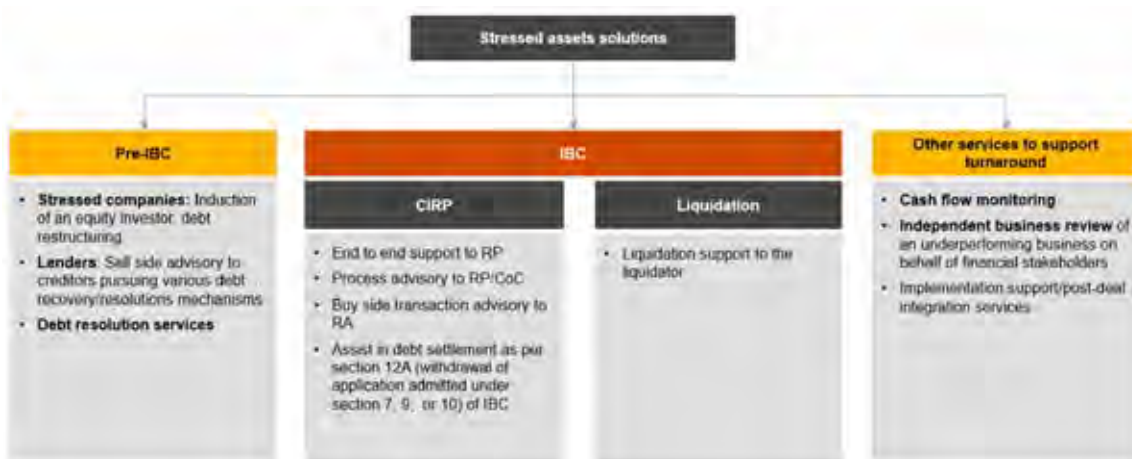 Stressed assets solutions
Pre-IBC
• Stressed companies: Induction
of an equity investor, debt
restructuring
• Lenders: Sell side advisory to
creditors pursuing various debt
recovery/resolutions mechanisms
• Debt resolution services
IBC
CIRP
• End to end support to RP
• Process advisory to RP/CoC
• Buy side transaction advisory to
RA
• Assist in debt settlement as per
section 12A (withdrawal of
application admitted under
section 7, 9, or 10) of IBC
Liquidation
• Liquidation support to the
liquidator
Other services to support
turnaround
• Cash flow monitoring
• Independent business review of
an underperforming business on
behalf of financial stakeholders
• Implementation support/post-deal
integration services